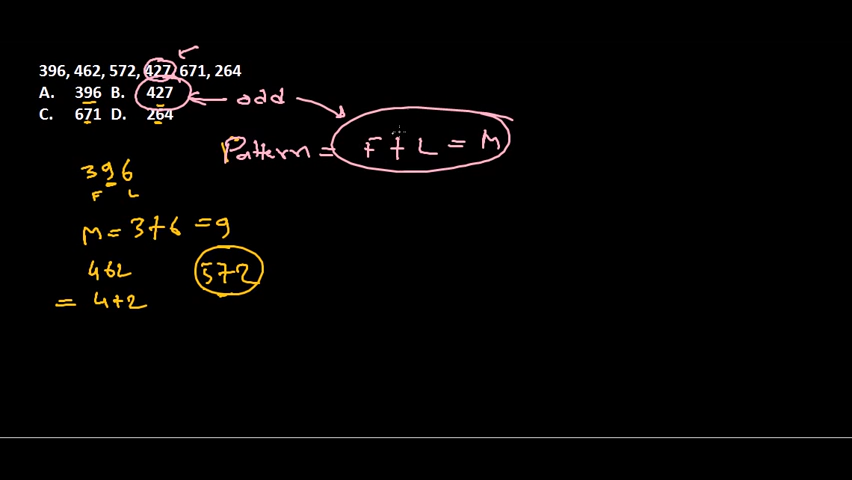 396, 462, 572, 427, 671, 264
A. 396 B. 427
C. 671 D. 264
odd
Pattern = F + L = M
396
F L
M = 3+6 = 9
462 572
= 4+2